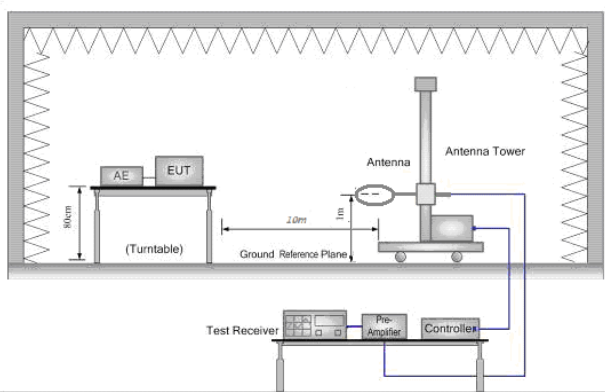 Antenna Tower
Antenna
AE
EUT
80cm
10m
1m
(Turntable)
Ground Reference Plane
Test Receiver
Pre-
Amplifier
Controller